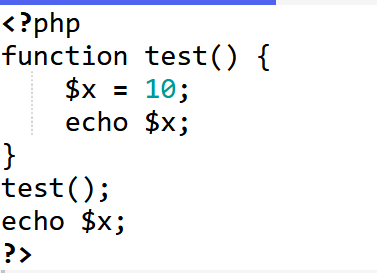 <?php
function test() {
    $x = 10;
    echo $x;
}
test();
echo $x;
?>